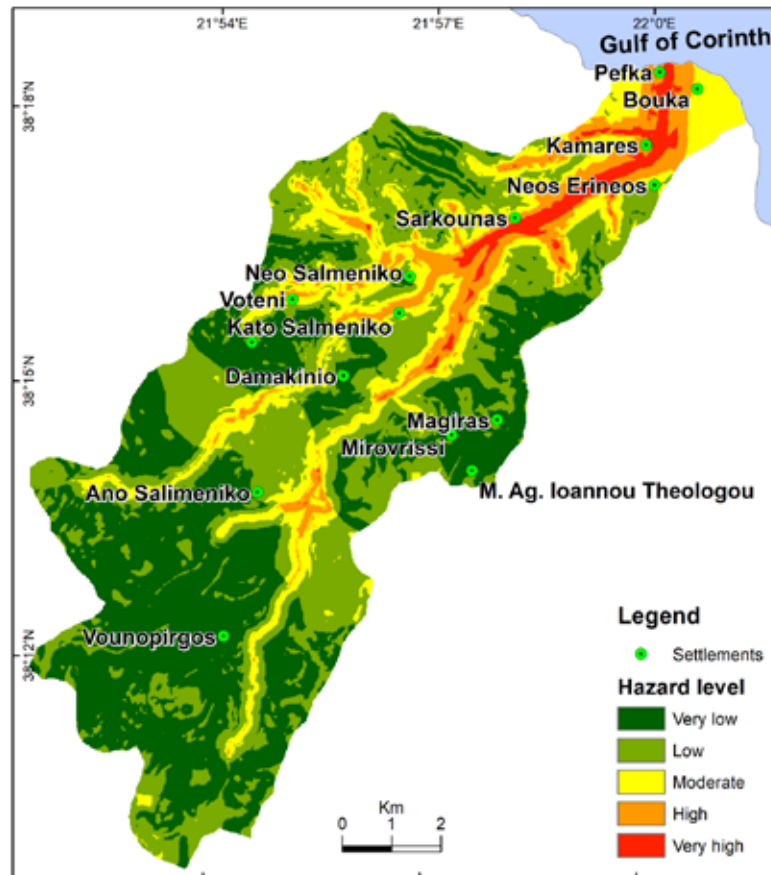 21°54'E
21°57'E
22°0'E
Gulf of Corinth
Pefka
Bouka
38°18'N
Kamares
Neos Erineos
Sarkounas
Neo Salmeniko
Voteni
Kato Salmeniko
38°15'N
Damakinio
Magiras
Mirovrissi
Ano Salimeniko
M. Ag. Ioannou Theologou
Vounopirgos
38°12'N
Legend
Settlements
Hazard level
Very low
Low
Moderate
High
Very high
Km
0 1 2